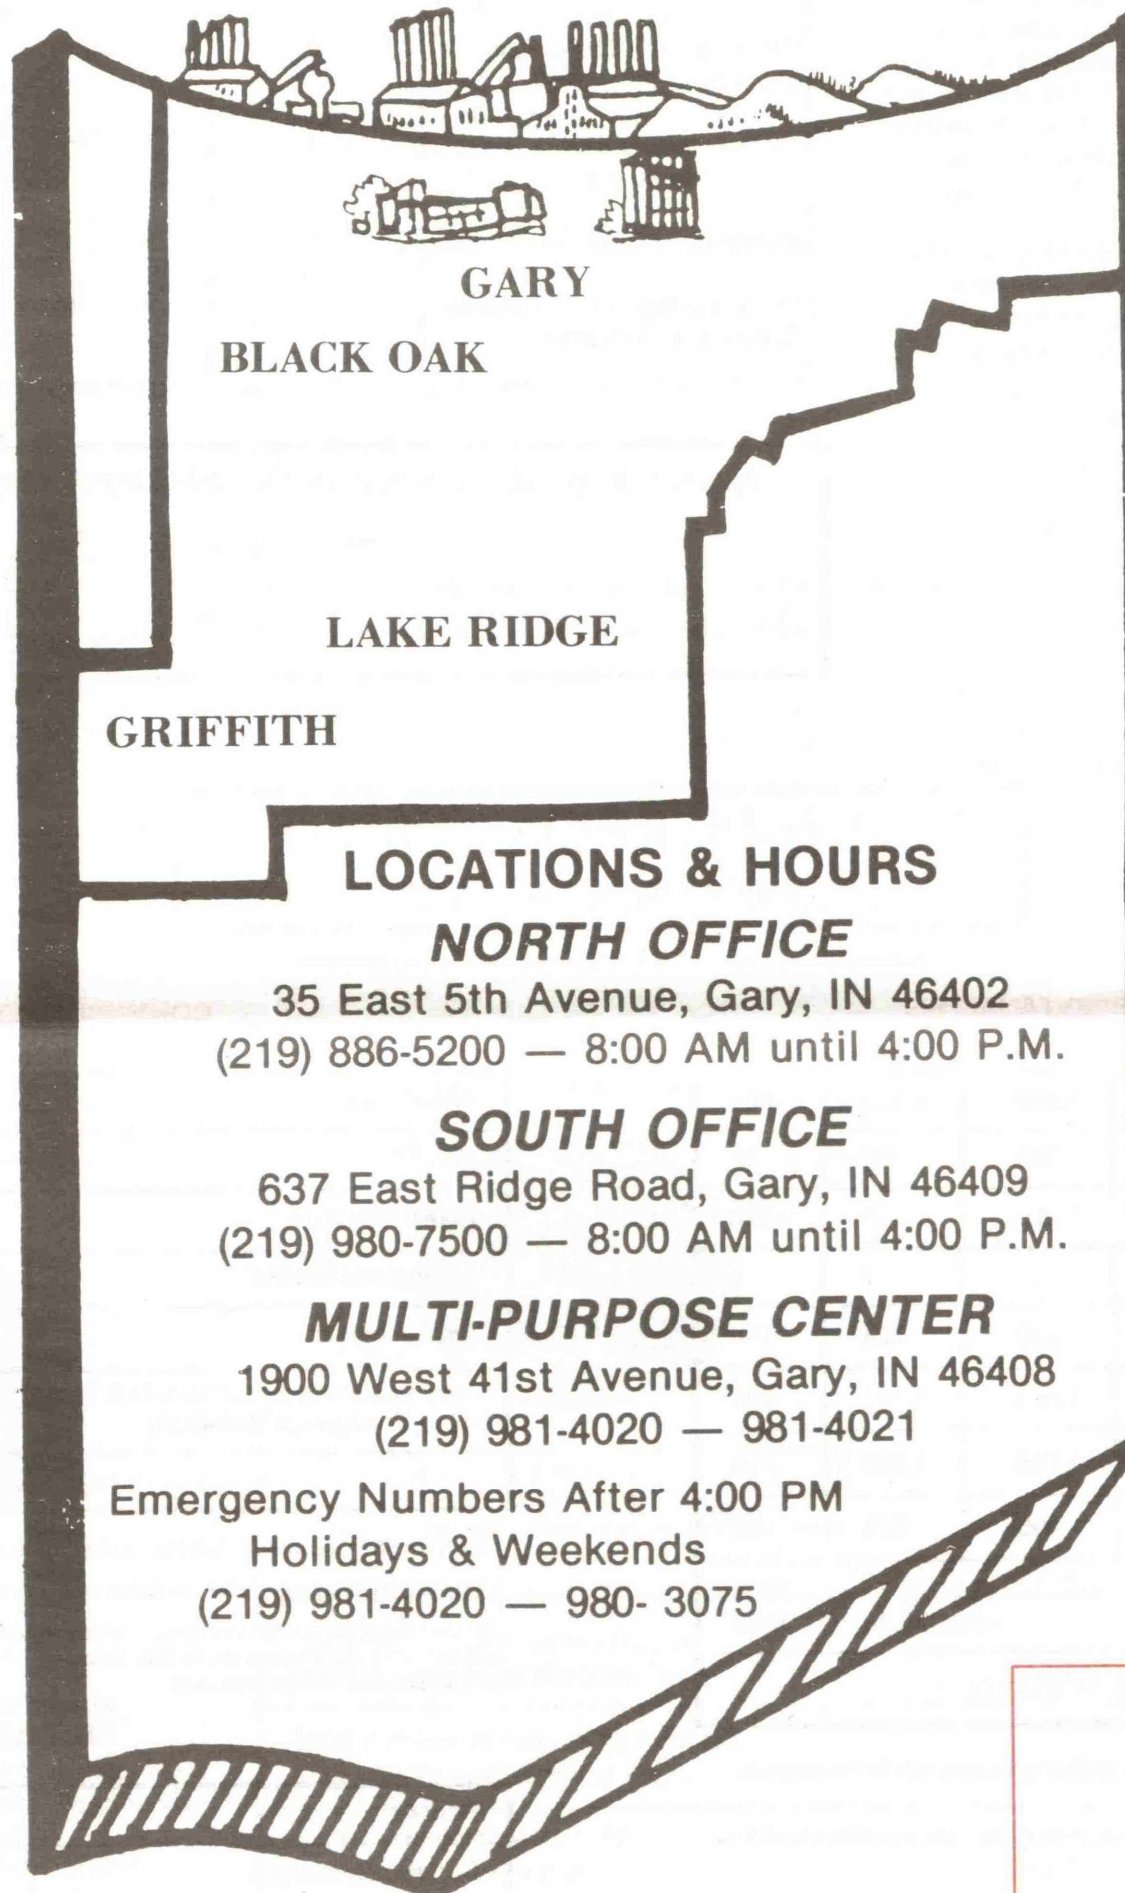 GARY
BLACK OAK
LAKE RIDGE
GRIFFITH
LOCATIONS & HOURS
NORTH OFFICE
35 East 5th Avenue, Gary, IN 46402
(219) 886-5200 — 8:00 AM until 4:00 P.M.
SOUTH OFFICE
637 East Ridge Road, Gary, IN 46409
(219) 980-7500 — 8:00 AM until 4:00 P.M.
MULTI-PURPOSE CENTER
1900 West 41st Avenue, Gary, IN 46408
(219) 981-4020 — 981-4021
Emergency Numbers After 4:00 PM
Holidays & Weekends
(219) 981-4020 — 980- 3075